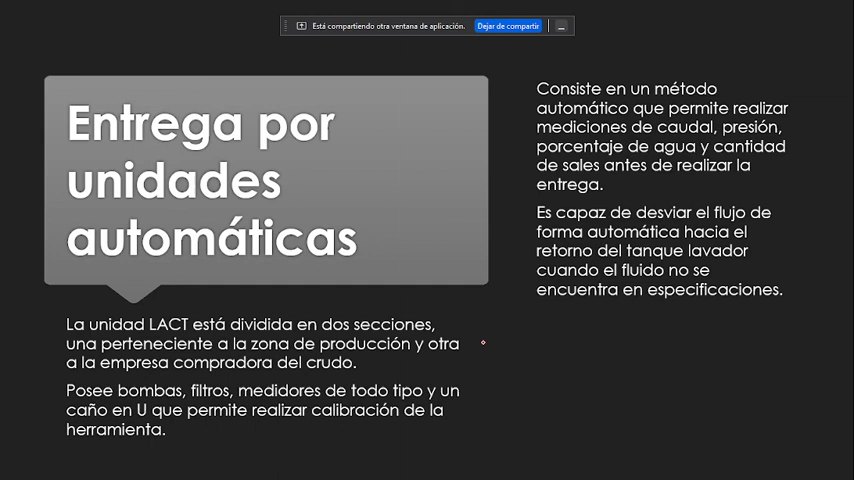 Está compartiendo otra ventana de aplicación. Dejar de compartir
Entrega por
unidades
automáticas
La unidad LACT está dividida en dos secciones,
una perteneciente a la zona de producción y otra
a la empresa compradora del crudo.
Posee bombas, filtros, medidores de todo tipo y un
caño en U que permite realizar calibración de la
herramienta.
Consiste en un método
automático que permite realizar
mediciones de caudal, presión,
porcentaje de agua y cantidad
de sales antes de realizar la
entrega.
Es capaz de desviar el flujo de
forma automática hacia el
retorno del tanque lavador
cuando el fluido no se
encuentra en especificaciones.